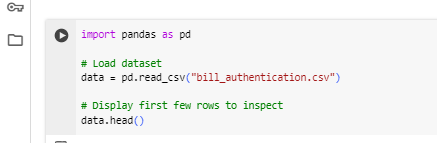 import pandas as pd
# Load dataset
data = pd.read_csv("bill_authentication.csv")
# Display first few rows to inspect
data.head()